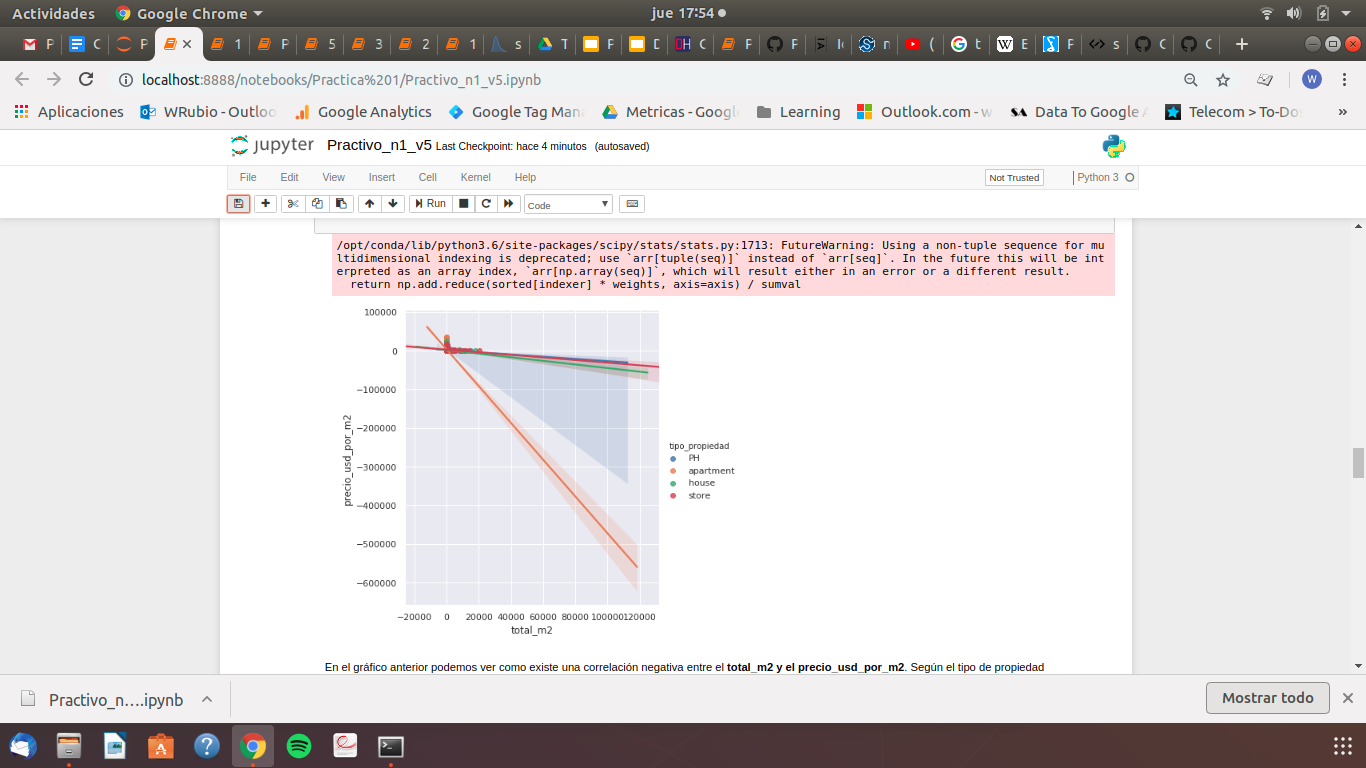 Actividades
Google Chrome
jue 17:54
P C P 1 P 5 3 2 1 s T P D C F F Ic n ( t E F s C C
localhost:8888/notebooks/Practica%201/Practivo_n1_v5.ipynb
W
Aplicaciones WRubio - Outloo Google Analytics Google Tag Mana Metricas - Googl Learning Outlook.com - w Data To Google A Telecom > To-Do »
jupyter Practivo_n1_v5 Last Checkpoint: hace 4 minutos (autosaved)
File Edit View Insert Cell Kernel Help Not Trusted Python 3
Run Code
/opt/conda/lib/python3.6/site-packages/scipy/stats/stats.py:1713: FutureWarning: Using a non-tuple sequence for mu
ltidimensional indexing is deprecated; use `arr[tuple(seq)]` instead of `arr[seq]`. In the future this will be int
erpreted as an array index, `arr[np.array(seq)]`, which will result either in an error or a different result.
return np.add.reduce(sorted[indexer] * weights, axis=axis) / sumval
100000
0
−100000
−200000
−300000
−400000
−500000
−600000
precio_usd_por_m2
−20000 0 20000 40000 60000 80000 100000 120000
total_m2
tipo_propiedad
PH
apartment
house
store
En el gráfico anterior podemos ver como existe una correlación negativa entre el total_m2 y el precio_usd_por_m2. Según el tipo de propiedad
Practivo_n....ipynb
Mostrar todo